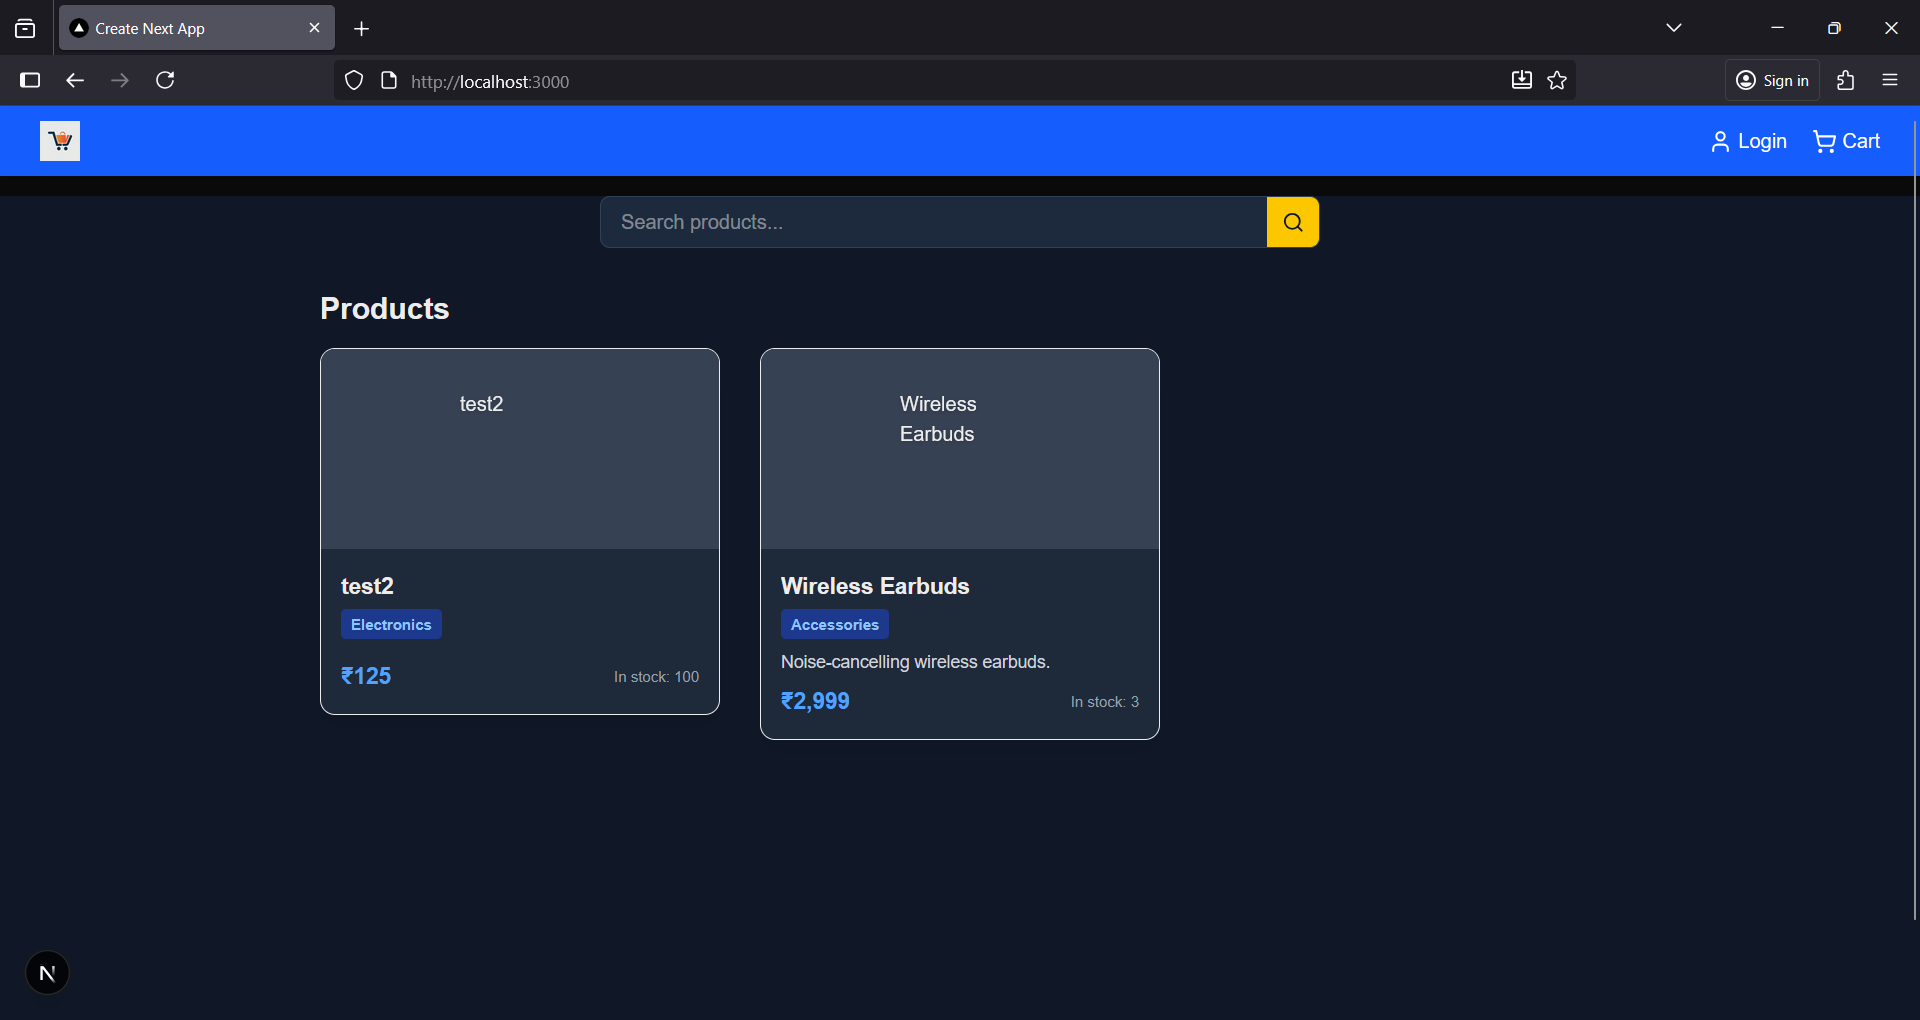 Create Next App
http://localhost:3000
Sign in
Login
Cart
Search products...
Products
test2
Wireless
Earbuds
test2
Electronics
₹125
In stock: 100
Wireless Earbuds
Accessories
Noise-cancelling wireless earbuds.
₹2,999
In stock: 3
N